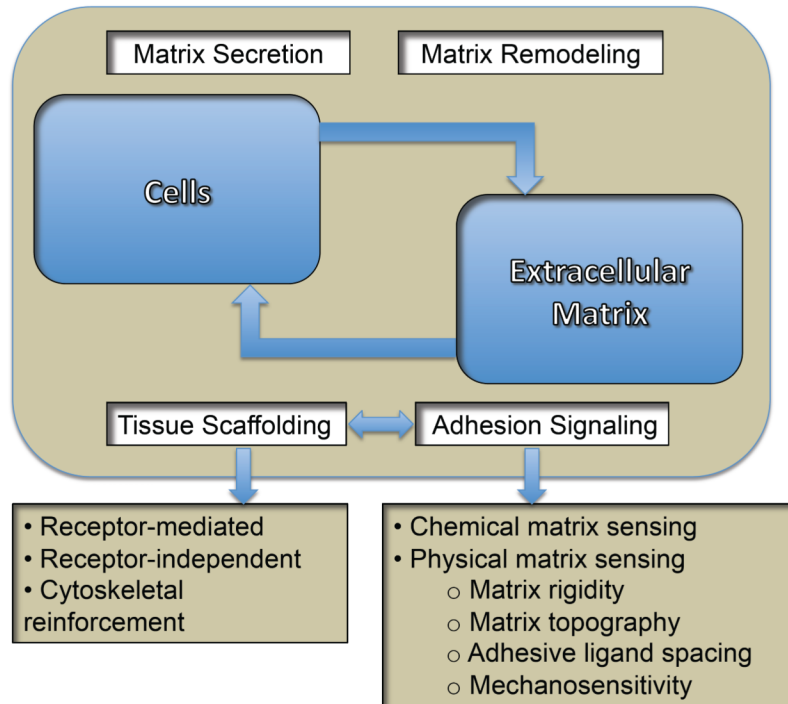 Matrix Secretion
Matrix Remodeling
Cells
Extracellular
Matrix
Tissue Scaffolding
Adhesion Signaling
• Receptor-mediated
• Receptor-independent
• Cytoskeletal
reinforcement
• Chemical matrix sensing
• Physical matrix sensing
o Matrix rigidity
o Matrix topography
o Adhesive ligand spacing
o Mechanosensitivity